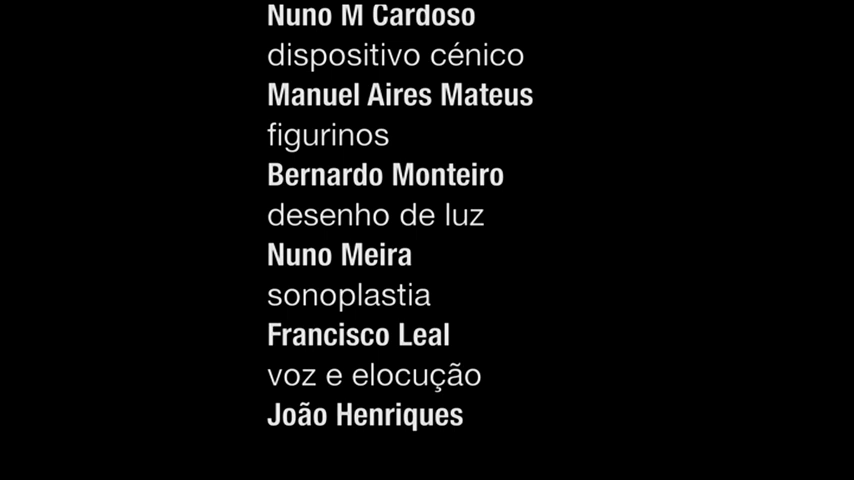 Nuno M Cardoso
dispositivo cénico
Manuel Aires Mateus
figurinos
Bernardo Monteiro
desenho de luz
Nuno Meira
sonoplastia
Francisco Leal
voz e elocução
João Henriques